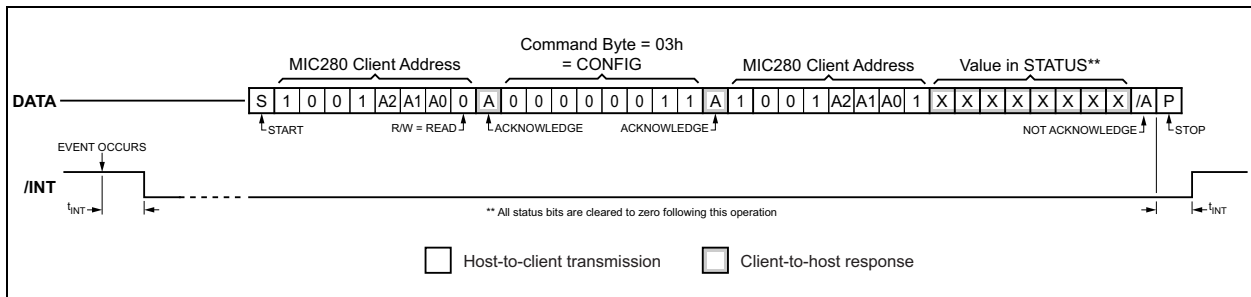 Command Byte = 03h
= CONFIG
MIC280 Client Address
MIC280 Client Address
Value in STATUS**
DATA
S 1 0 0 1 A2 A1 A0 0 A 0 0 0 0 0 0 1 1 A 1 0 0 1 A2 A1 A0 1 X X X X X X X X /A P
START
R/W = READ
ACKNOWLEDGE
ACKNOWLEDGE
NOT ACKNOWLEDGE
STOP
EVENT OCCURS
/INT
tINT
** All status bits are cleared to zero following this operation
tINT
Host-to-client transmission
Client-to-host response